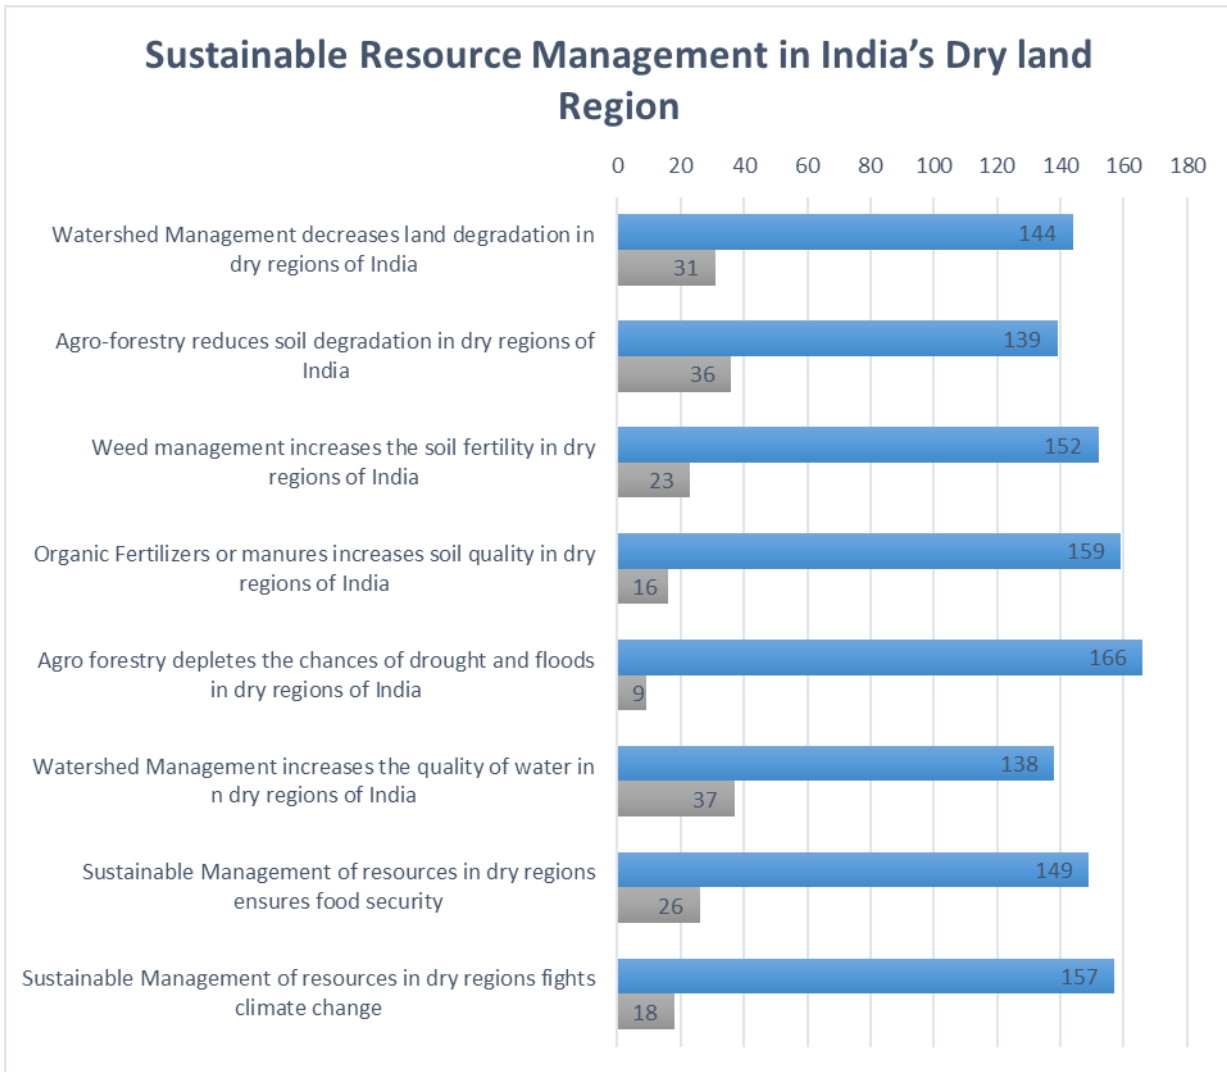 Sustainable Resource Management in India’s Dry land
Region
0 20 40 60 80 100 120 140 160 180
Watershed Management decreases land degradation in
dry regions of India
144
31
Agro-forestry reduces soil degradation in dry regions of
India
139
36
Weed management increases the soil fertility in dry
regions of India
152
23
Organic Fertilizers or manures increases soil quality in dry
regions of India
159
16
Agro forestry depletes the chances of drought and floods
in dry regions of India
166
9
Watershed Management increases the quality of water in
n dry regions of India
138
37
Sustainable Management of resources in dry regions
ensures food security
149
26
Sustainable Management of resources in dry regions fights
climate change
157
18